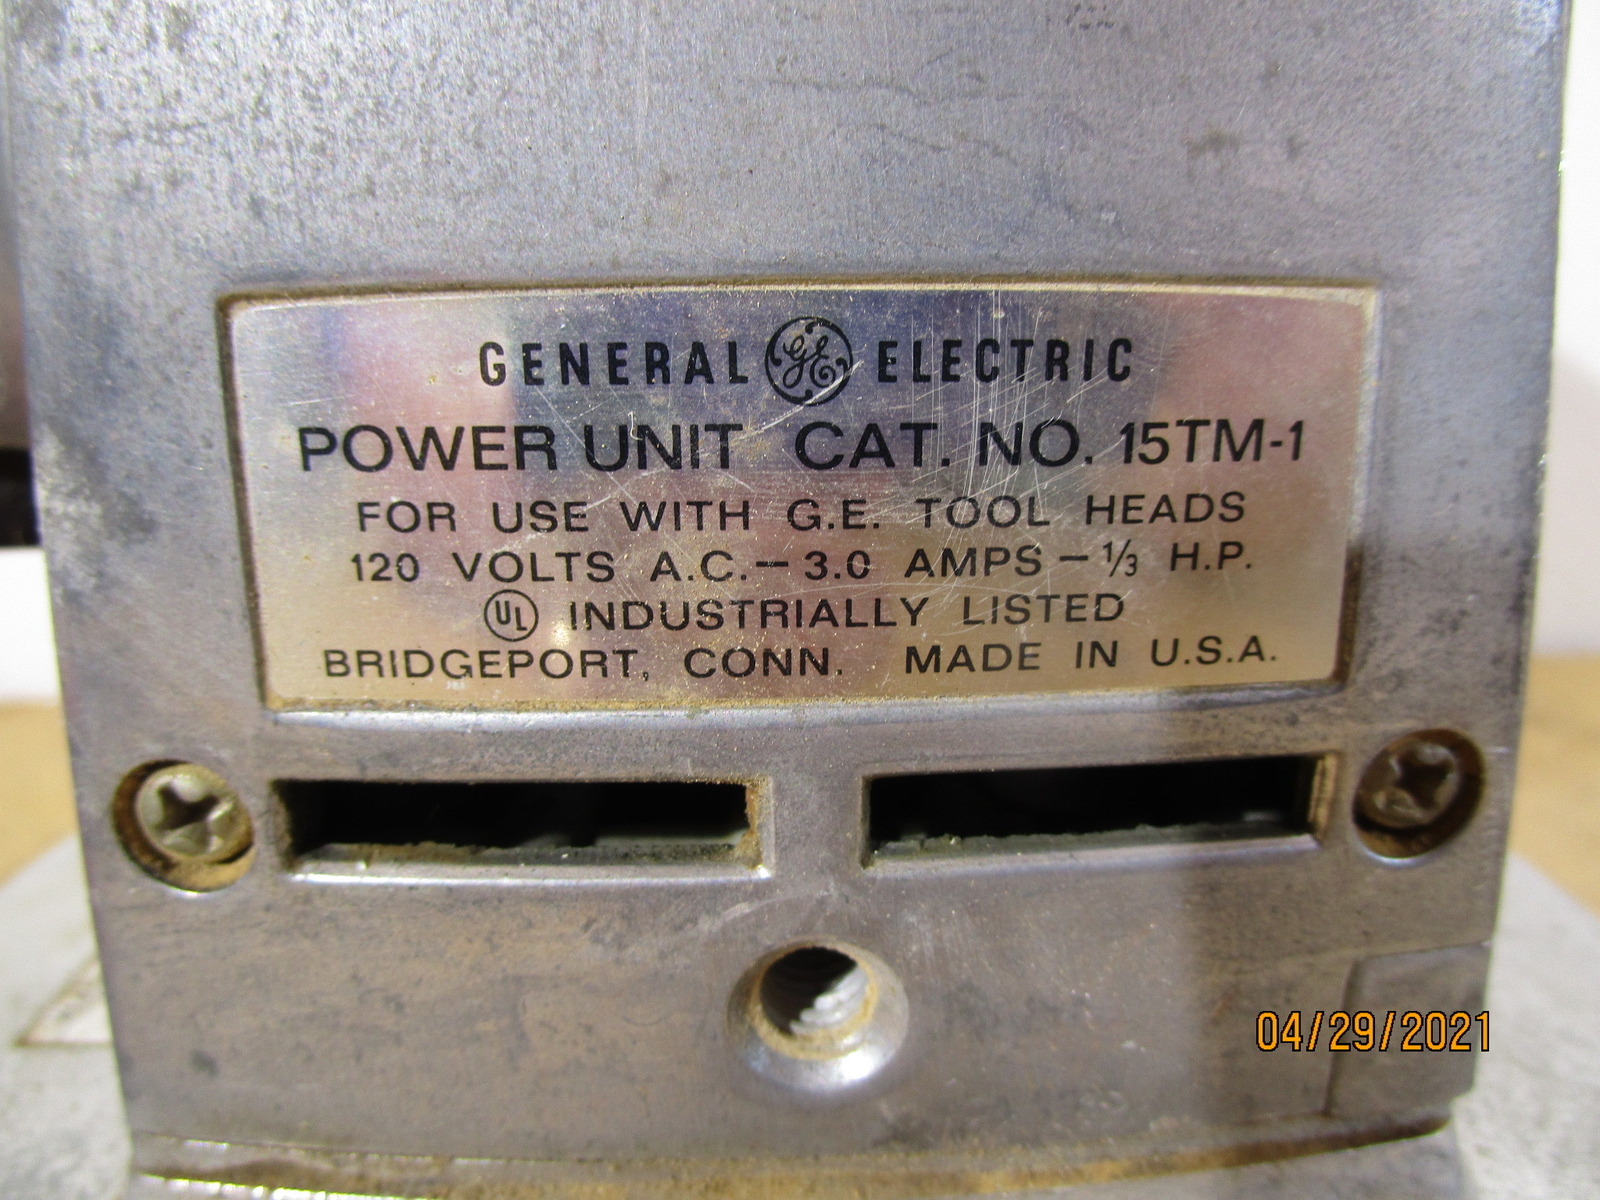 GENERAL GE ELECTRIC
POWER UNIT CAT. NO. 15TM-1
FOR USE WITH G.E. TOOL HEADS
120 VOLTS A.C.— 3.0 AMPS — 1/3 H.P.
UL INDUSTRIALLY LISTED
BRIDGEPORT, CONN. MADE IN U.S.A.
04/29/2021